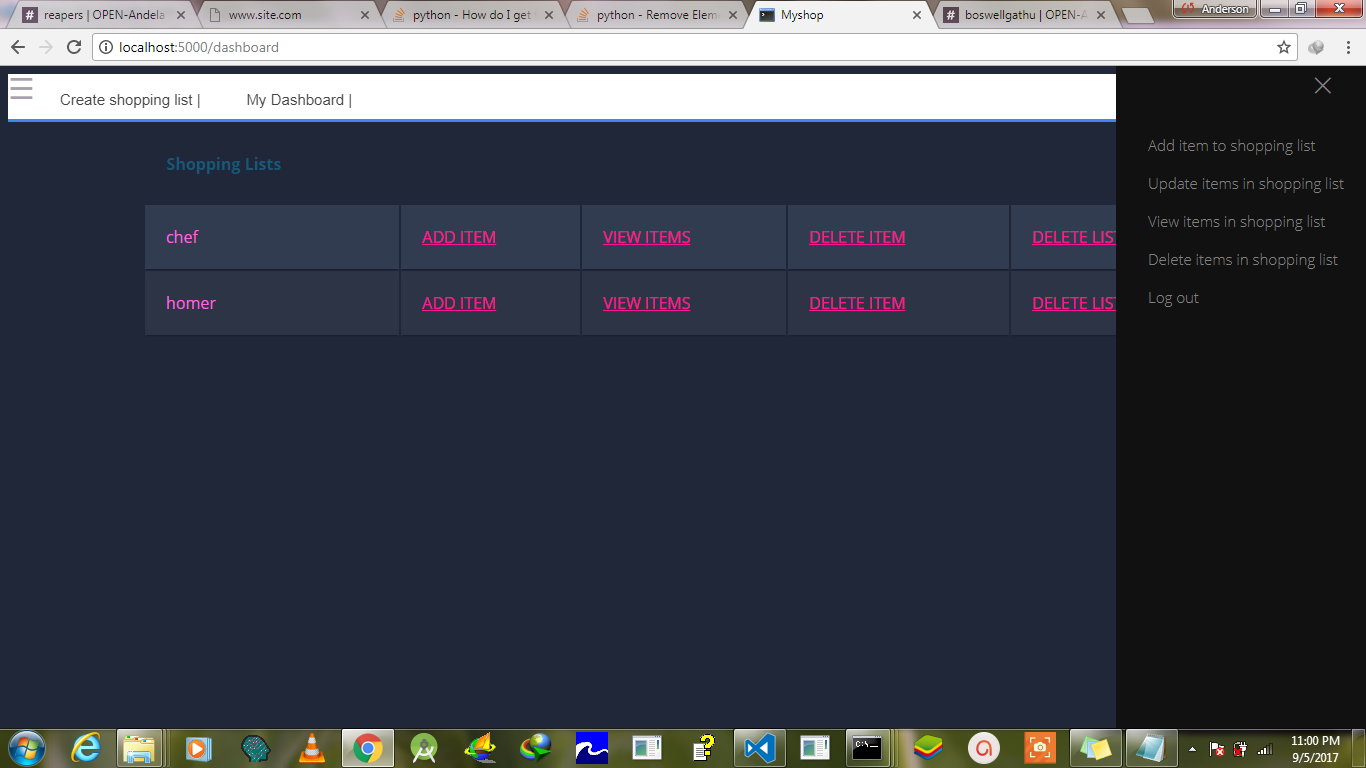 reapers | OPEN-Andela
www.site.com
python - How do I get
python - Remove Eleme
Myshop
boswellgathu | OPEN-A
Anderson
localhost:5000/dashboard
Create shopping list |
My Dashboard |
Shopping Lists
chef ADD ITEM VIEW ITEMS DELETE ITEM DELETE LIS
homer ADD ITEM VIEW ITEMS DELETE ITEM DELETE LIS
Add item to shopping list
Update items in shopping list
View items in shopping list
Delete items in shopping list
Log out
11:00 PM
9/5/2017